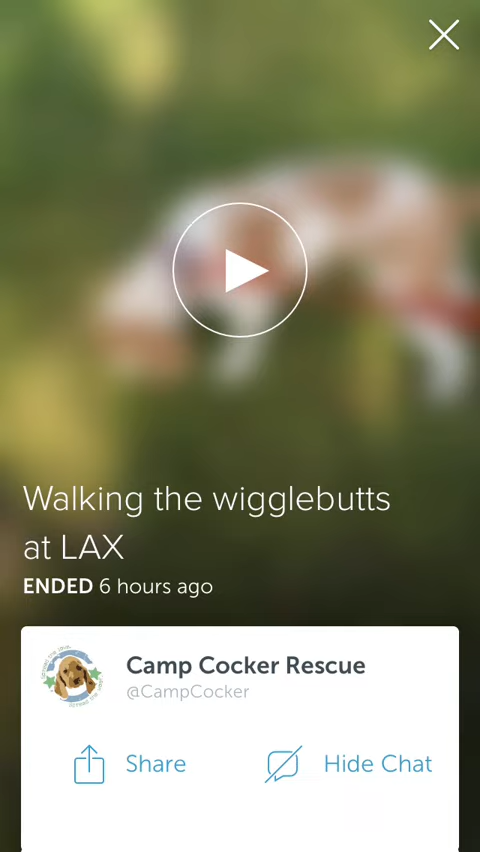 Walking the wigglebutts
at LAX
ENDED 6 hours ago
Camp Cocker Rescue
@CampCocker
Share
Hide Chat